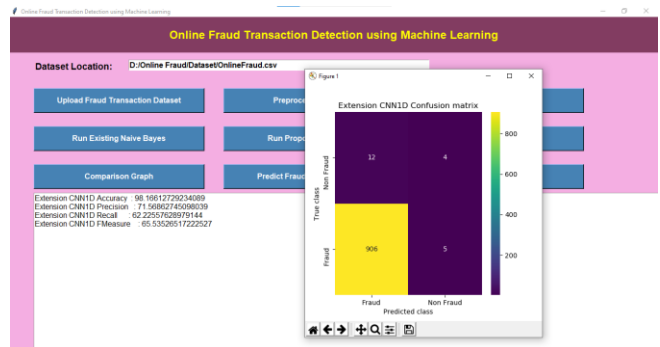 Online Fraud Transaction Detection using Machine Learning
Online Fraud Transaction Detection using Machine Learning
Dataset Location: D:/Online Fraud/Dataset/OnlineFraud.csv
Upload Fraud Transaction Dataset
Preproce
Run Existing Naive Bayes
Run Propo
Comparison Graph
Predict Frauc
Extension CNN1D Accuracy : 98.16612729234089
Extension CNN1D Precision : 71.56862745098039
Extension CNN1D Recall : 62.22557628979144
Extension CNN1D FMeasure : 65.53526517222527
Figure 1
Extension CNN1D Confusion matrix
Non Fraud
12
4
Fraud
906
5
True class
Fraud
Non Fraud
Predicted class
800
600
400
200